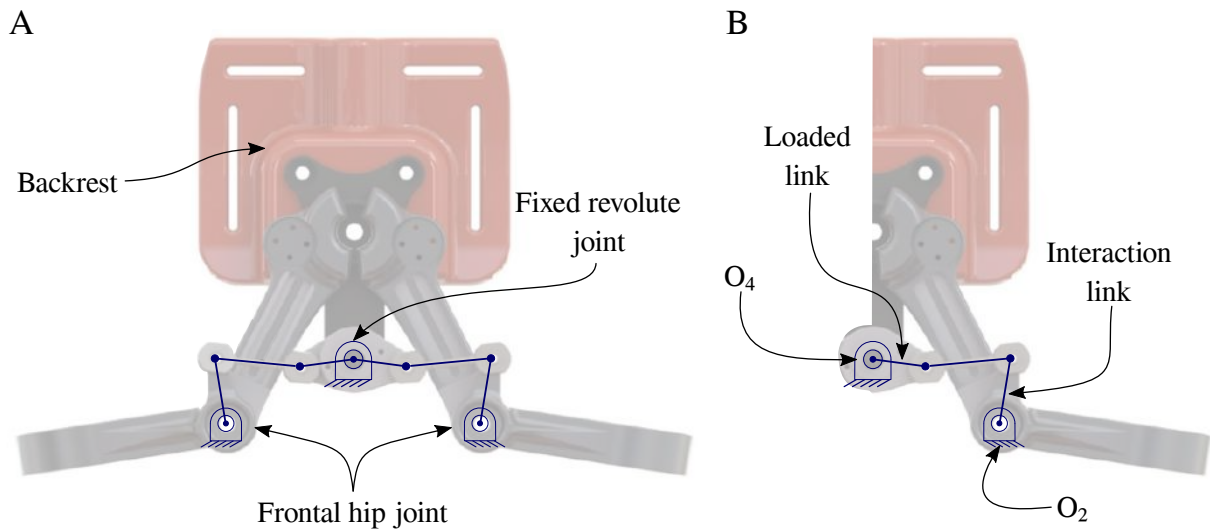 A
Backrest
Fixed revolute
joint
Frontal hip joint
B
Loaded
link
O₄
Interaction
link
O₂